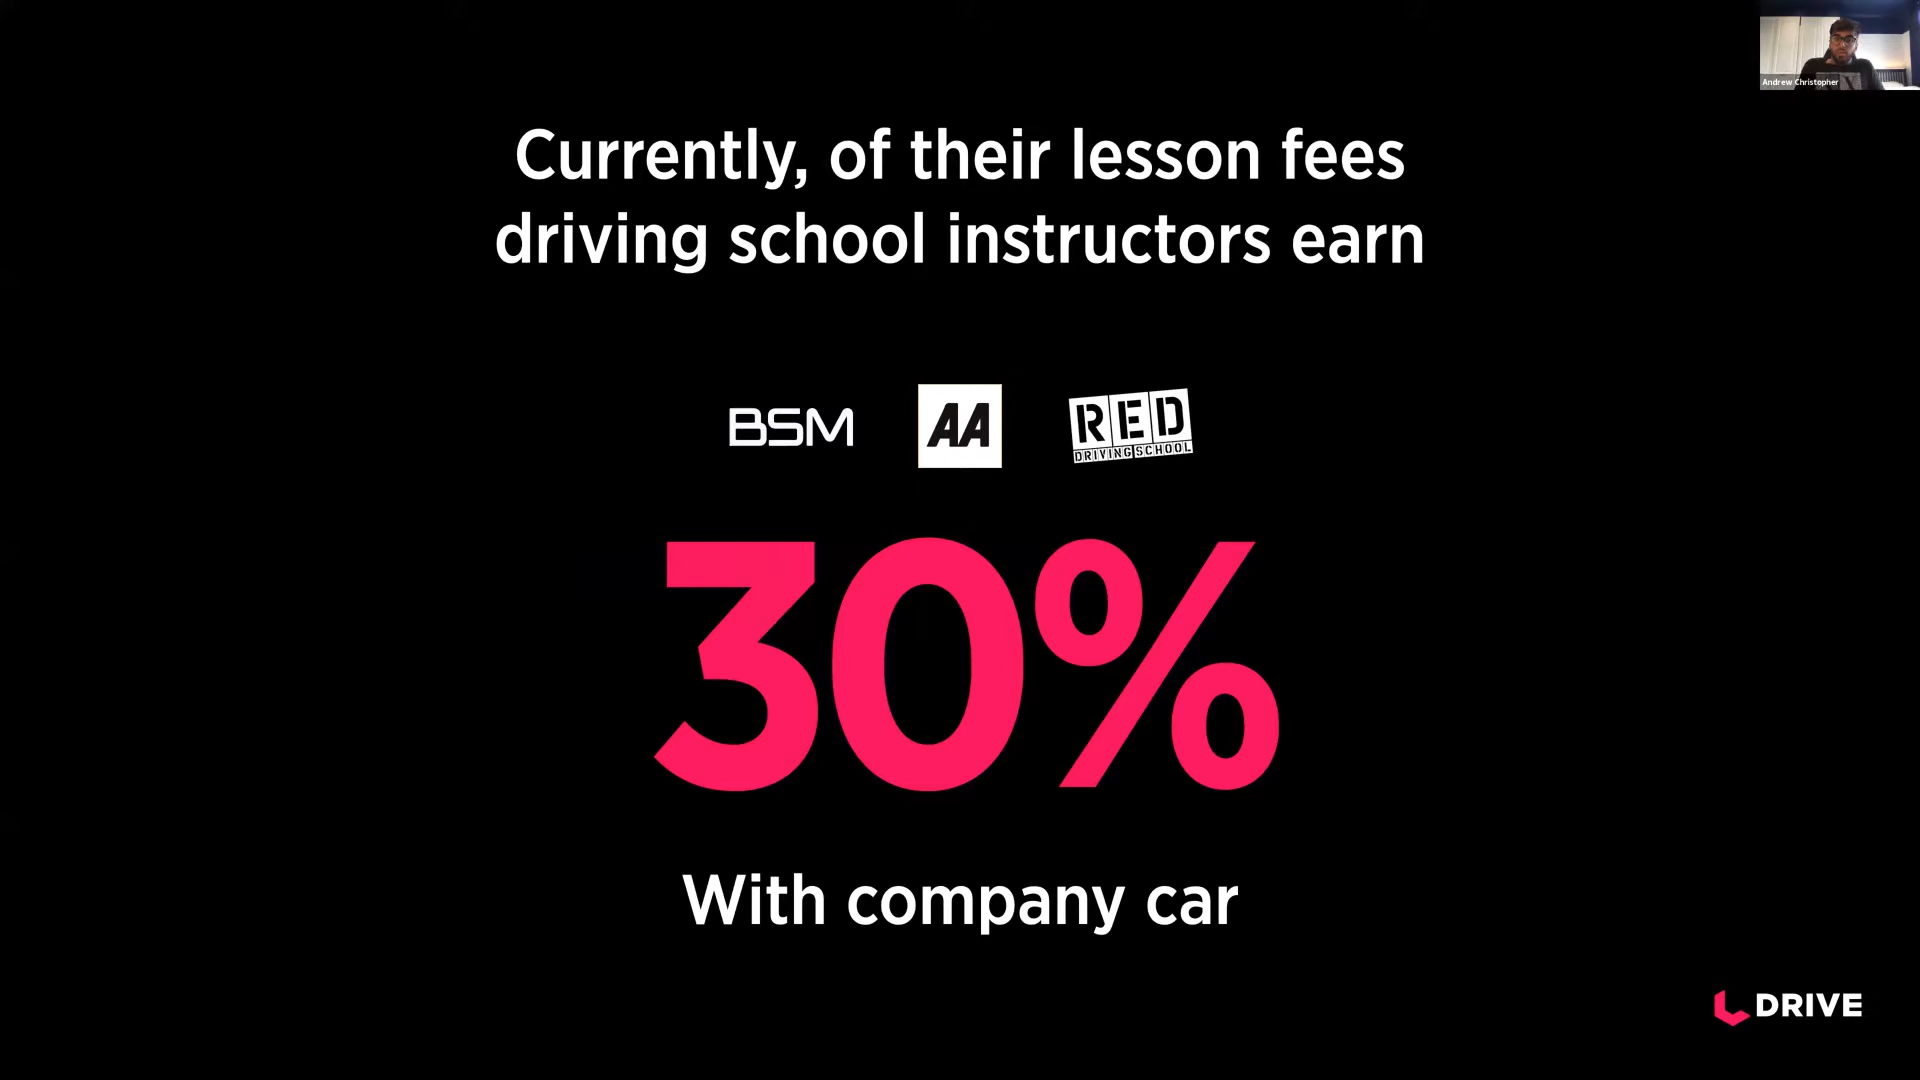 Andrew Christopher
Currently, of their lesson fees
driving school instructors earn
BSM
AA
RED
DRIVING SCHOOL
30%
With company car
DRIVE